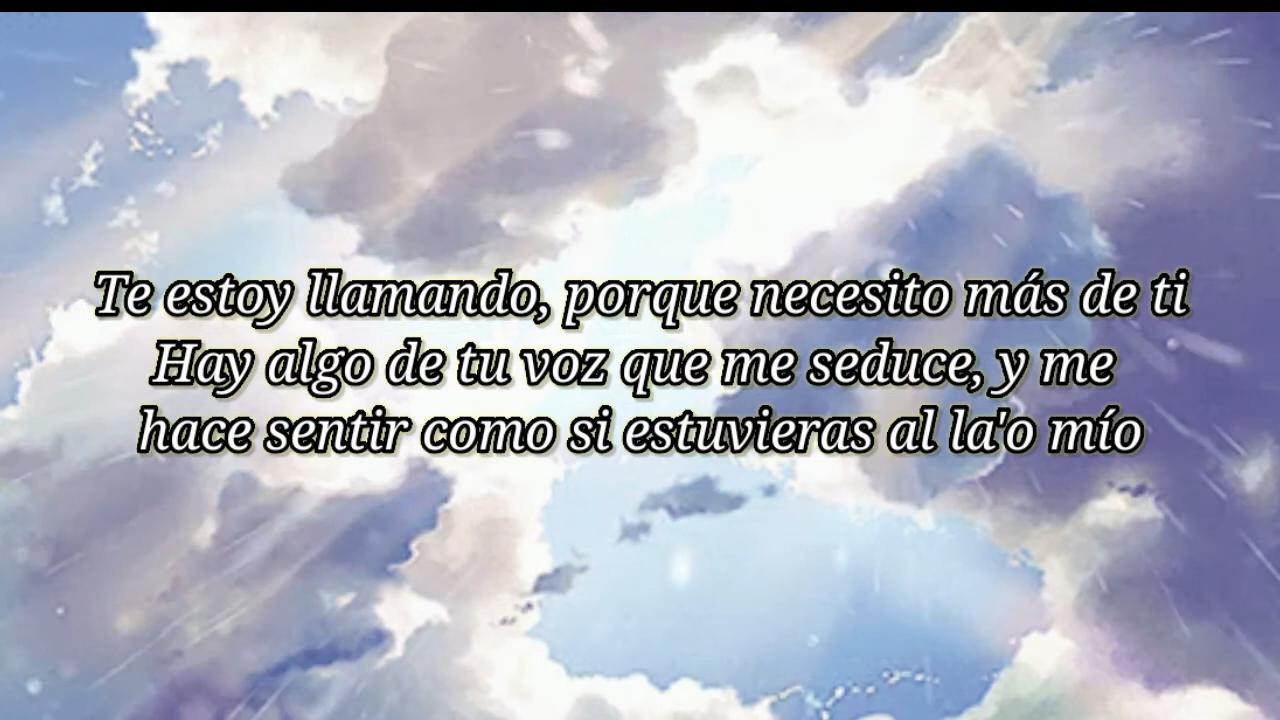 Te estoy llamando, porque necesito más de ti
Hay algo de tu voz que me seduce, y me
hace sentir como si estuvieras al la'o mío